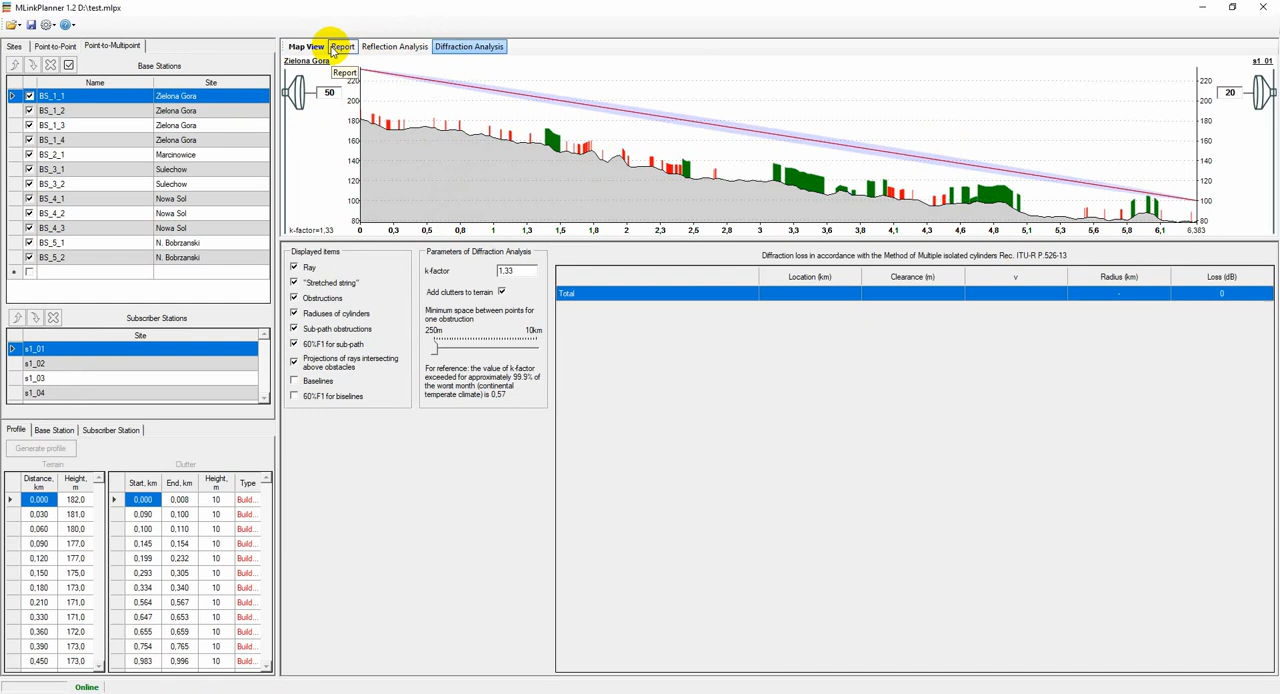 MLinkPlanner 1.2 D:\test.mlpx
Sites
Point-to-Point
Point-to-Multipoint
Base Stations
Name Site
BS_1_1 Zielona Gora
BS_1_2 Zielona Gora
BS_1_3 Zielona Gora
BS_1_4 Zielona Gora
BS_2_1 Marcinowice
BS_3_1 Sulechow
BS_3_2 Sulechow
BS_4_1 Nowa Sol
BS_4_2 Nowa Sol
BS_4_3 Nowa Sol
BS_5_1 N. Bobrzanski
BS_5_2 N. Bobrzanski
Subscriber Stations
Site
s1_01
s1_02
s1_03
s1_04
Profile
Base Station
Subscriber Station
Generate profile
Terrain
Distance, km Height, m
0,000 182,0
0,030 181,0
0,060 180,0
0,090 177,0
0,120 177,0
0,150 175,0
0,180 173,0
0,210 171,0
0,330 171,0
0,360 172,0
0,390 173,0
0,450 173,0
Clutter
Start, km End, km Height, m Type
0,000 0,008 10 Build...
0,090 0,100 10 Build...
0,100 0,110 10 Build...
0,145 0,154 10 Build...
0,199 0,232 10 Build...
0,293 0,305 10 Build...
0,334 0,340 10 Build...
0,564 0,567 10 Build...
0,647 0,653 10 Build...
0,655 0,659 10 Build...
0,754 0,765 10 Build...
0,983 0,996 10 Build...
Online
Map View
Report
Reflection Analysis
Diffraction Analysis
Report
Zielona Gora
s1_01
50
20
220
200
180
160
140
120
100
80
220
200
180
160
140
120
100
80
k-factor=1,33
0 0,3 0,5 0,8 1 1,3 1,5 1,8 2 2,3 2,5 2,8 3 3,3 3,5 3,8 4 4,3 4,6 4,8 5,1 5,3 5,6 5,8 6,1 6,383
Displayed items
Ray
"Stretched string"
Obstructions
Radiuses of cylinders
Sub-path obstructions
60%F1 for sub-path
Projections of rays intersecting
above obstacles
Baselines
60%F1 for biselines
Parameters of Diffraction Analysis
k-factor 1,33
Add clutters to terrain
Minimum space between points for
one obstruction
250m 10km
For reference: the value of k-factor
exceeded for approximately 99.9% of
the worst month (continental
temperate climate) is 0,57
Diffraction loss in accordance with the Method of Multiple isolated cylinders Rec. ITU-R P.526-13
Location (km) Clearance (m) v Radius (km) Loss (dB)
Total - 0